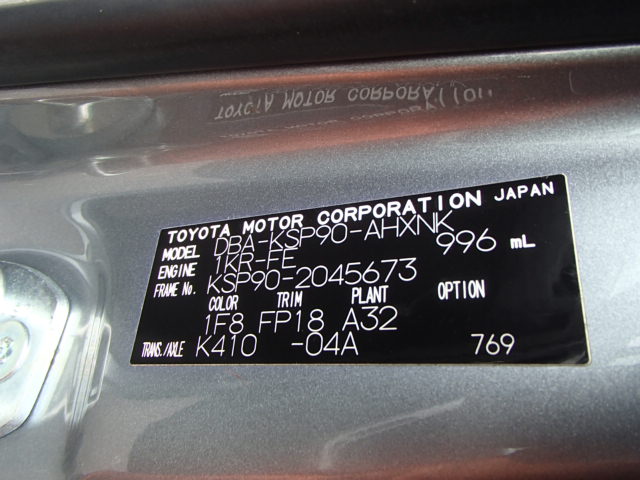 TOYOTA MOTOR CORPORATION JAPAN
MODEL DBA-KSP90-AHXNK
ENGINE 1KR-FE 996 mL
FRAME No. KSP90-2045673
COLOR TRIM PLANT OPTION
1F8 FP18 A32
TRANS./AXLE K410 -04A 769